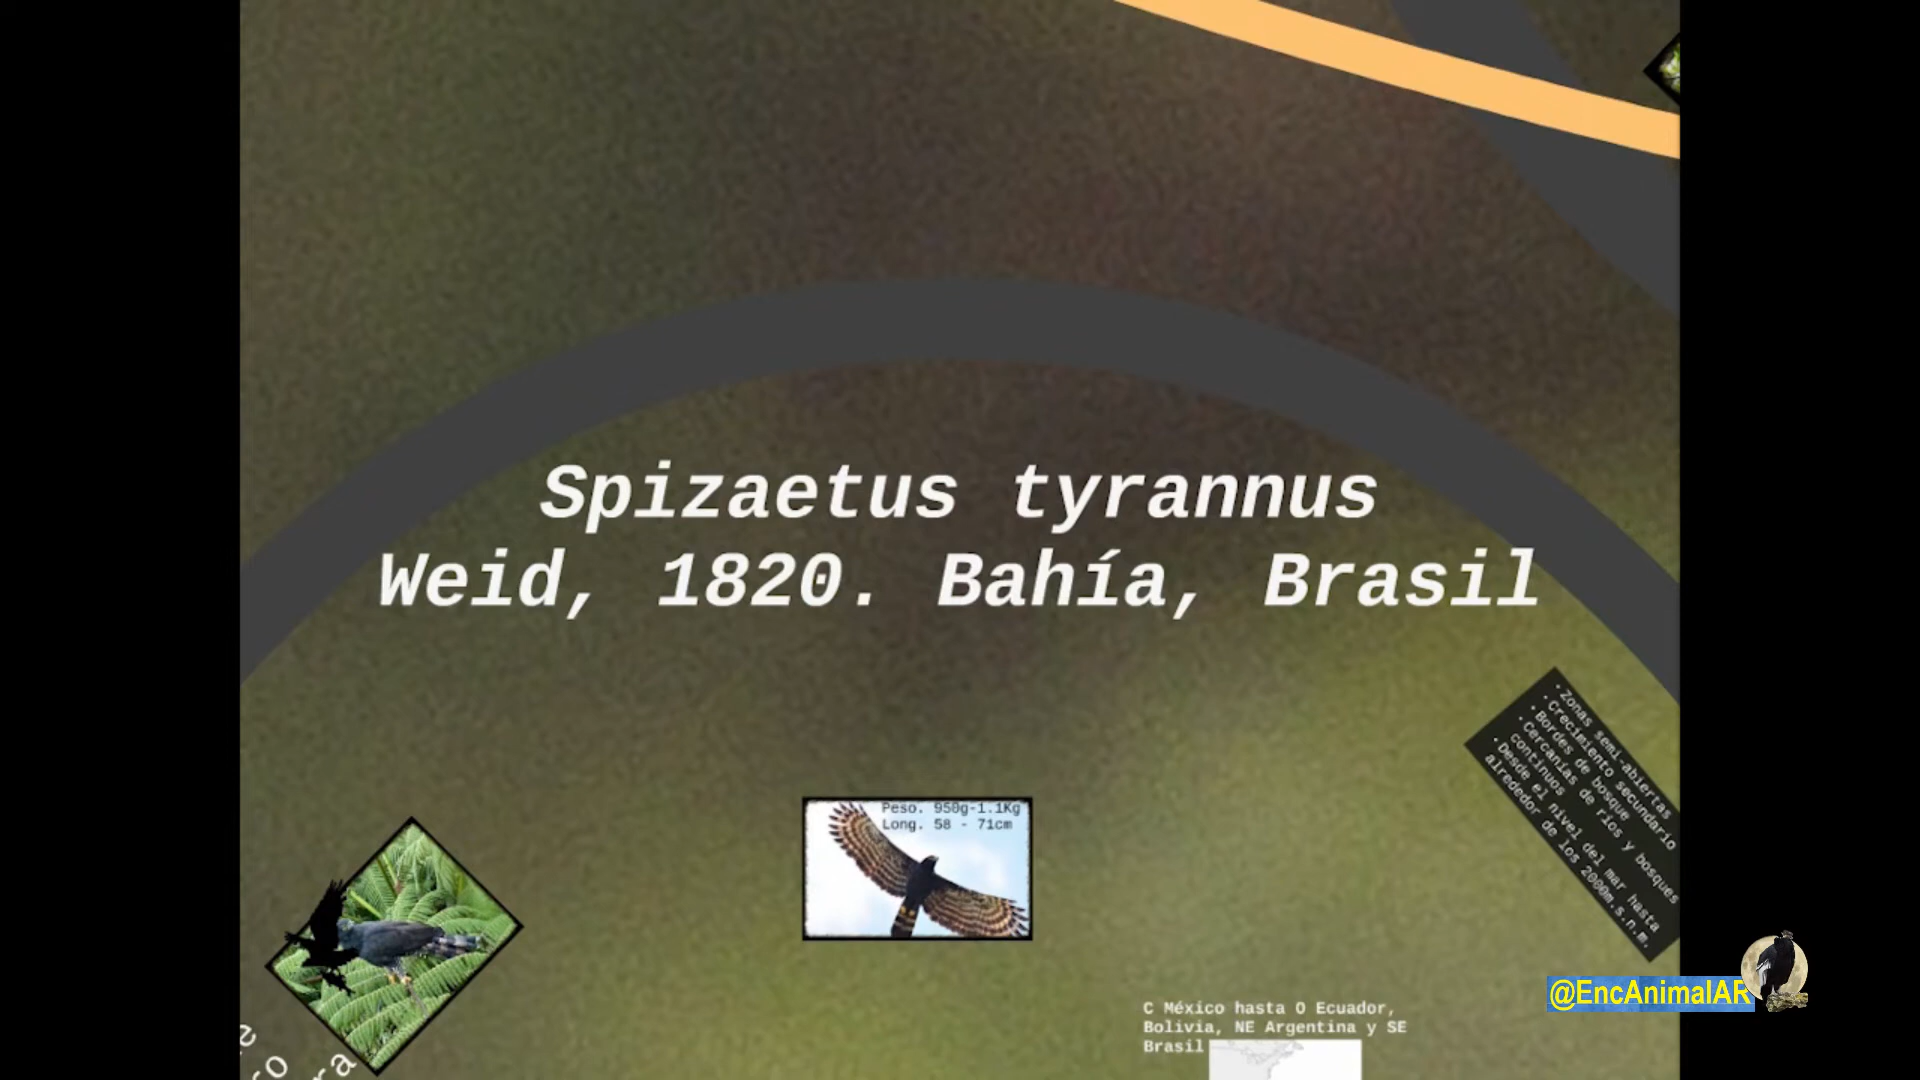 Spizaetus tyrannus
Weid, 1820. Bahía, Brasil
• Zonas semi-abiertas
• Crecimiento secundario
• Bordes de bosque
• Cercanías de ríos y bosques
continuos
• Desde el nivel del mar hasta
alrededor de los 2000m.s.n.m.
Peso. 950g-1.1Kg
Long. 58 - 71cm
C México hasta O Ecuador,
Bolivia, NE Argentina y SE
Brasil
@EncAnimalAR